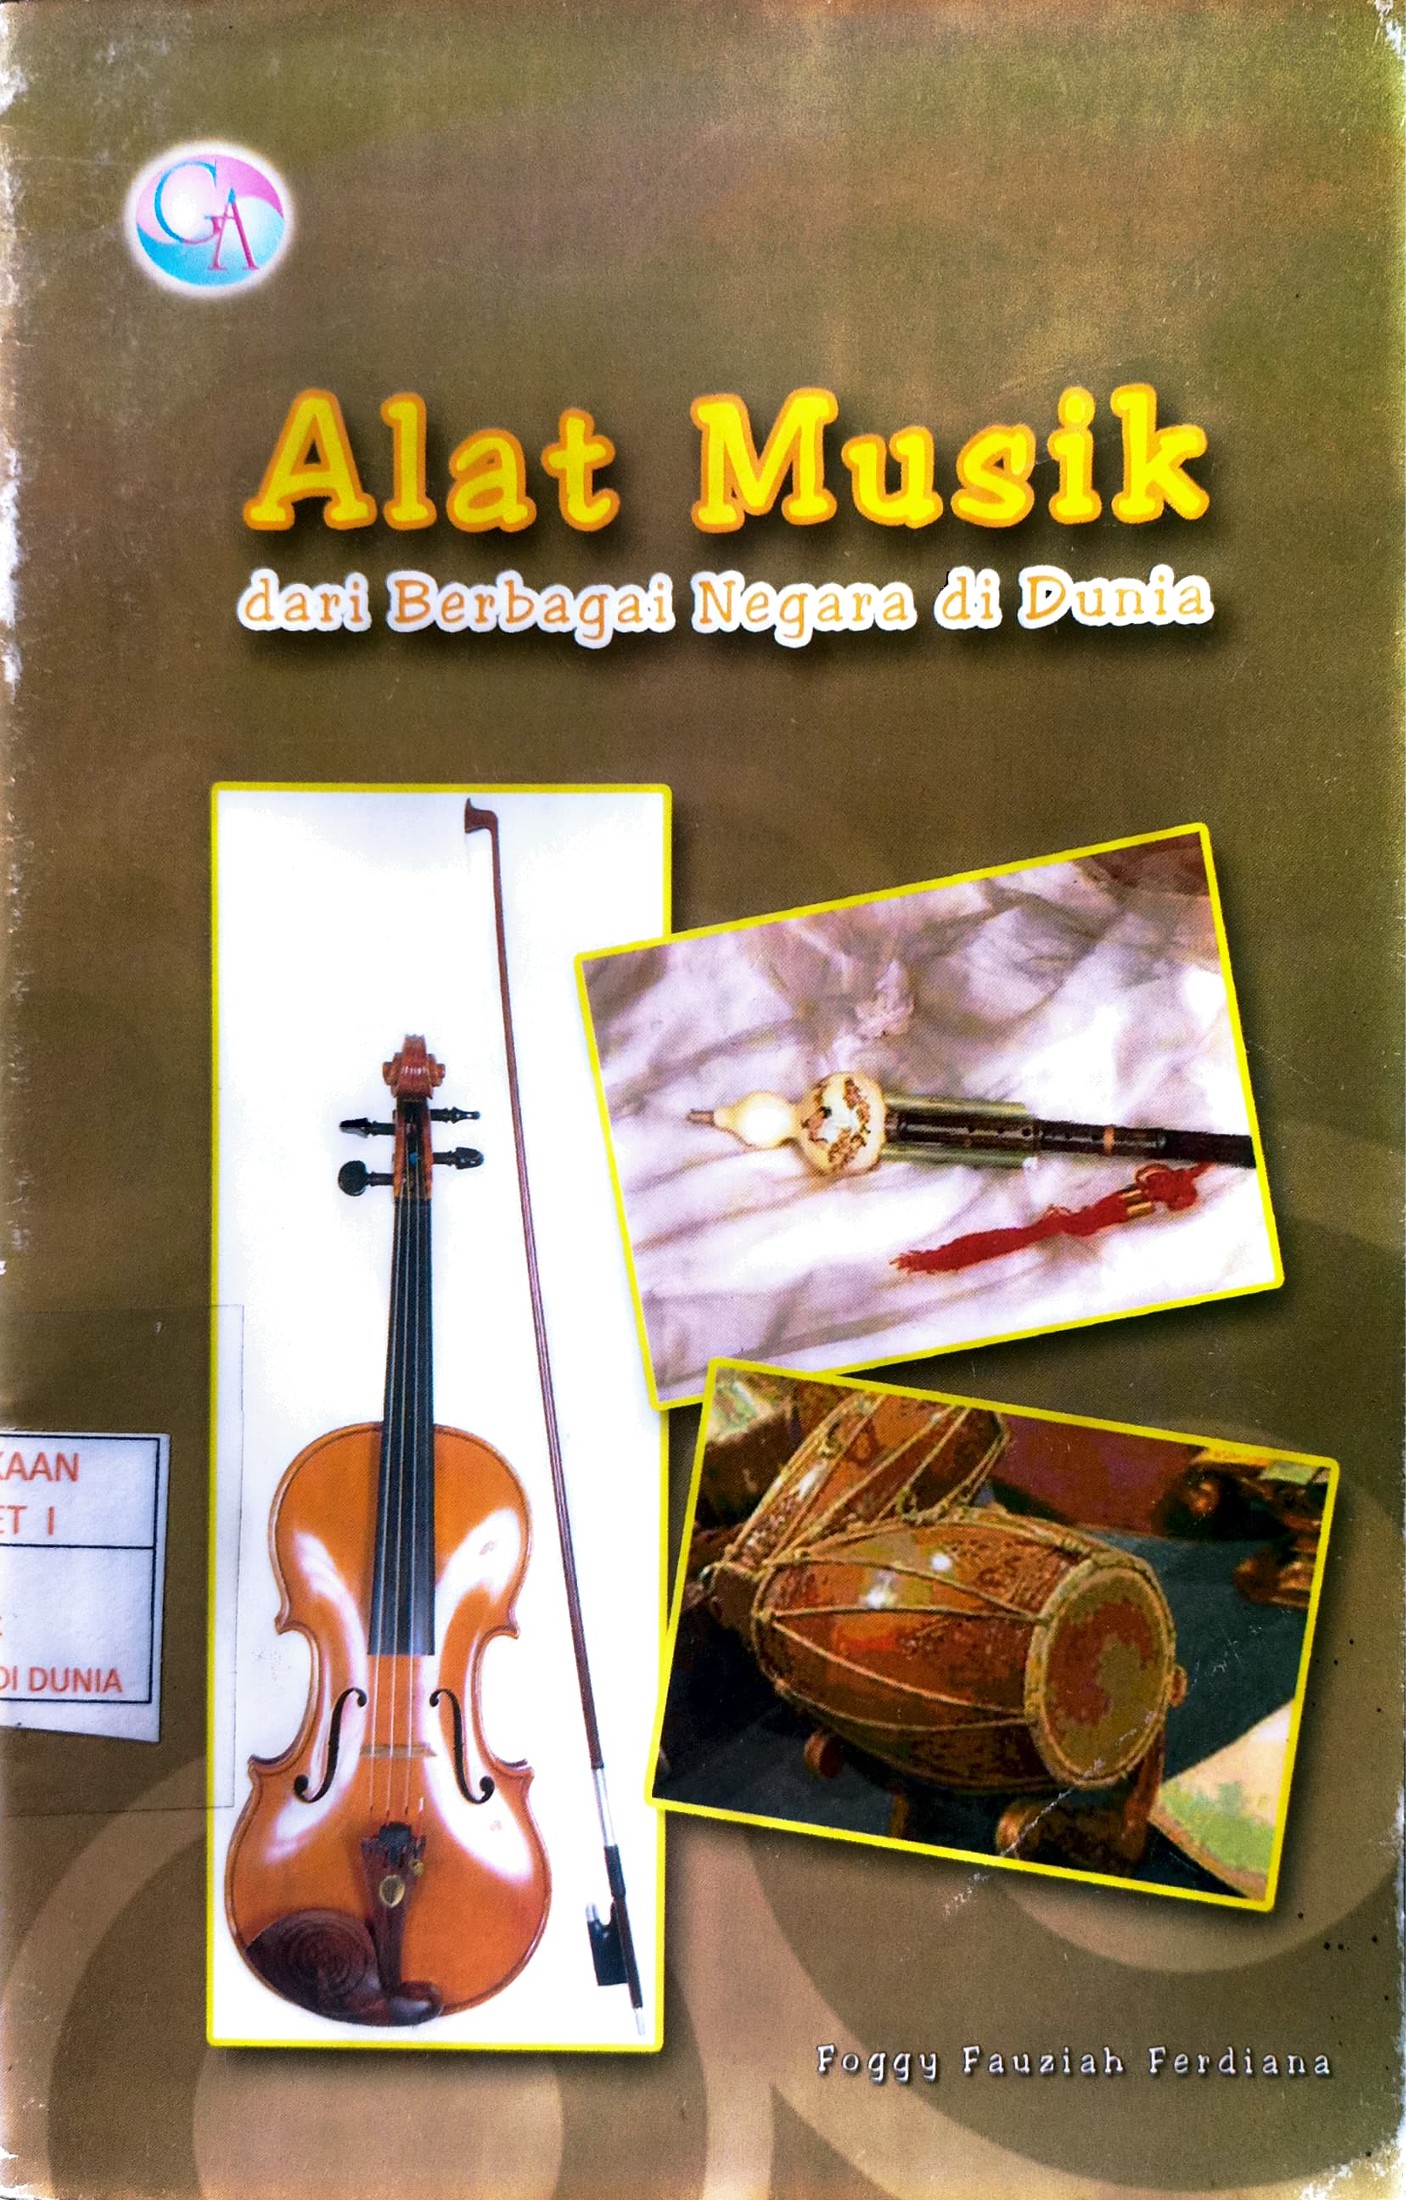 GA
Alat Musik
dari Berbagai Negara di Dunia
KAAN
ET I
DI DUNIA
Foggy Fauziah Ferdiana